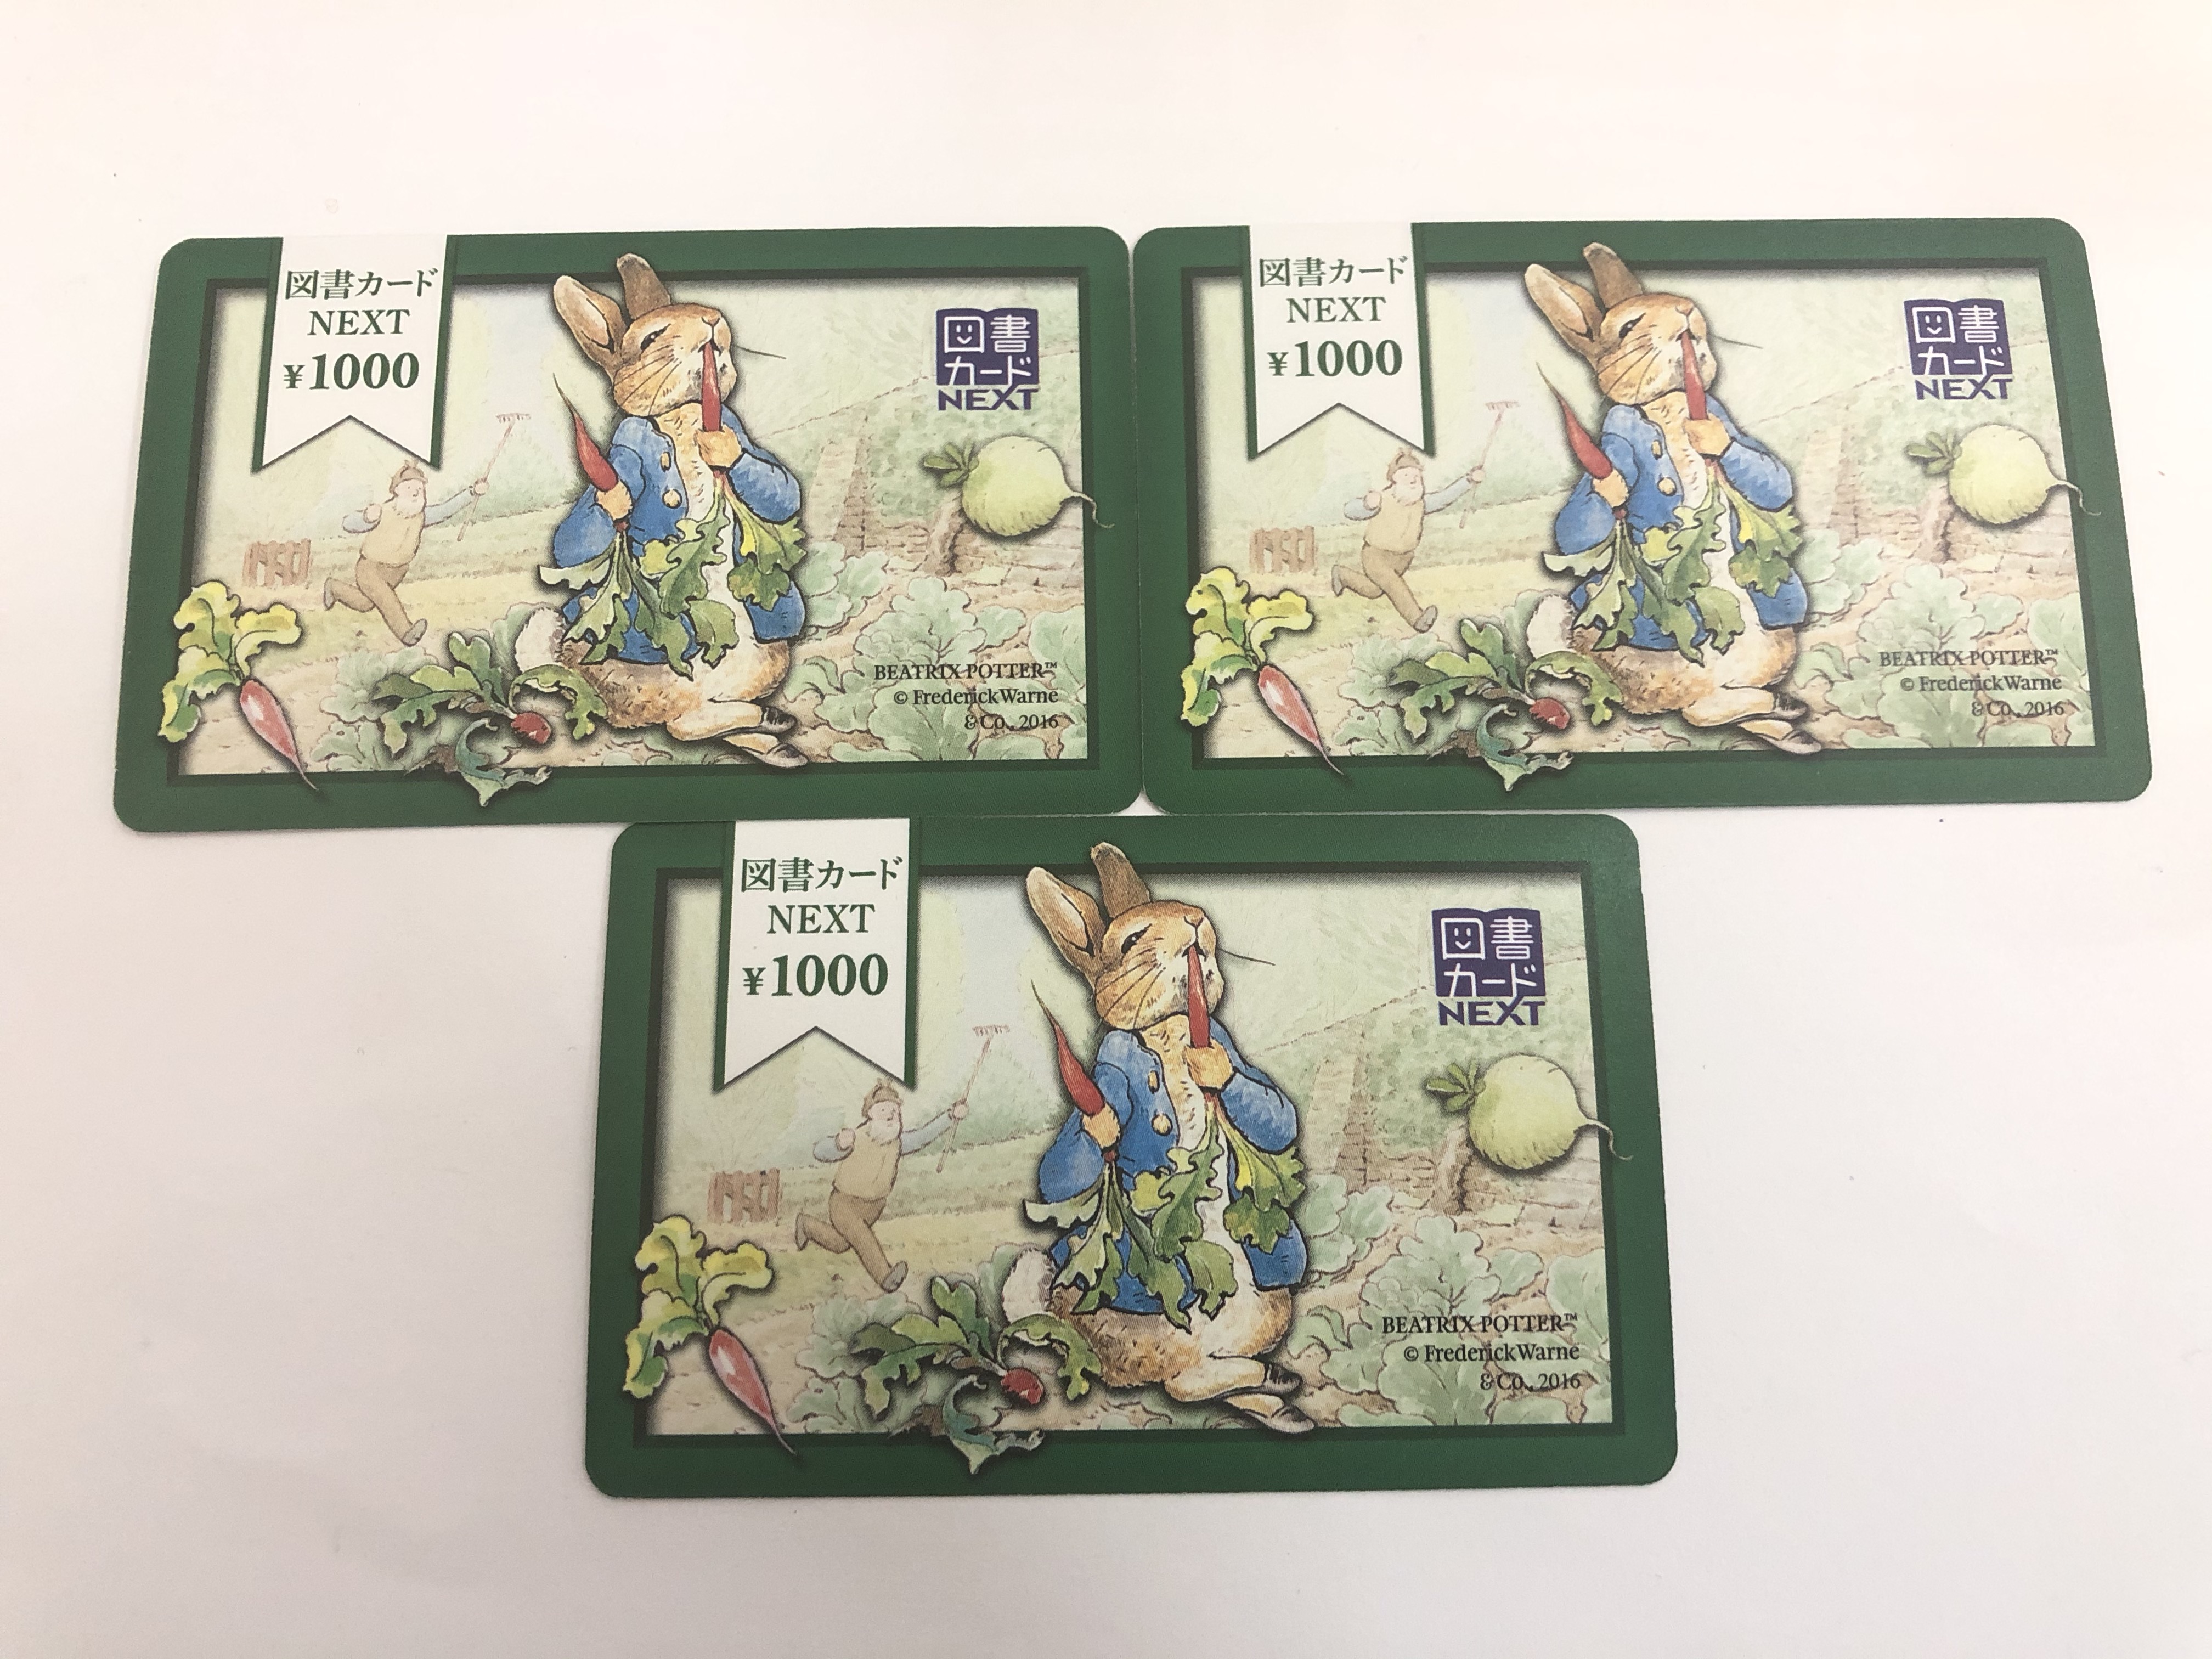 図書カード
NEXT
¥1000
図書
カード
NEXT
BEATRIX POTTER™
© FrederickWarne
& Co., 2016
図書カード
NEXT
¥1000
図書
カード
NEXT
BEATRIX POTTER™
© FrederickWarne
& Co., 2016
図書カード
NEXT
¥1000
図書
カード
NEXT
BEATRIX POTTER™
© FrederickWarne
& Co., 2016